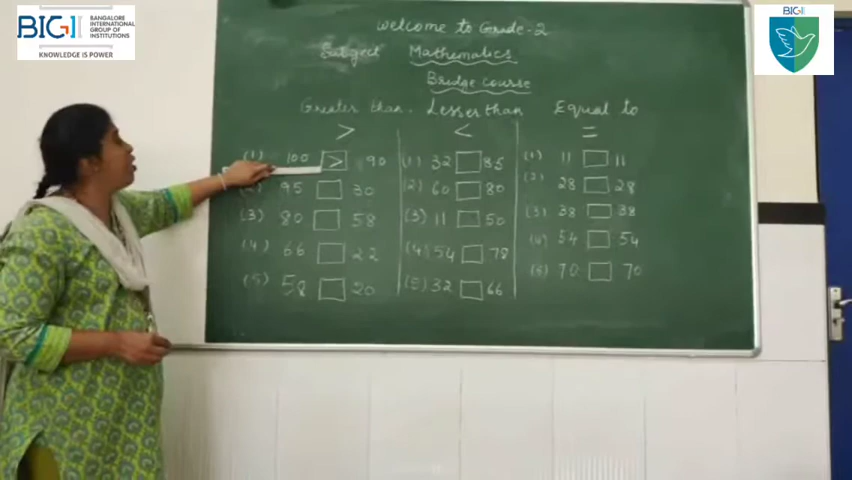 BIGI
BANGALORE
INTERNATIONAL
GROUP OF
INSTITUTIONS
KNOWLEDGE IS POWER
BIGI
Welcome to Grade-2
Subject Mathematics
Bridge course
Greater than. Lesser than Equal to
> < =
(1) 100 > 90 (1) 32 85 (1) 11 11
95 30 (2) 60 80 (2) 28 28
(3) 80 58 (3) 11 50 (3) 38 38
(4) 66 22 (4) 54 78 (4) 54 54
(5) 58 20 (5) 32 66 (5) 70 70